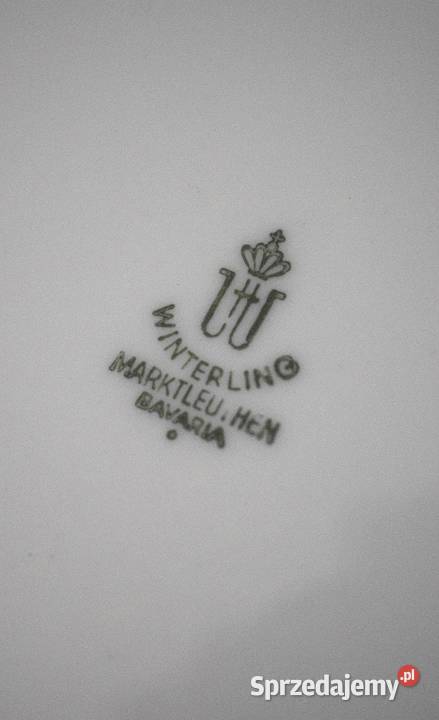 WINTERLING
MARKTLEUTHEN
BAVARIA
Sprzedajemy.pl